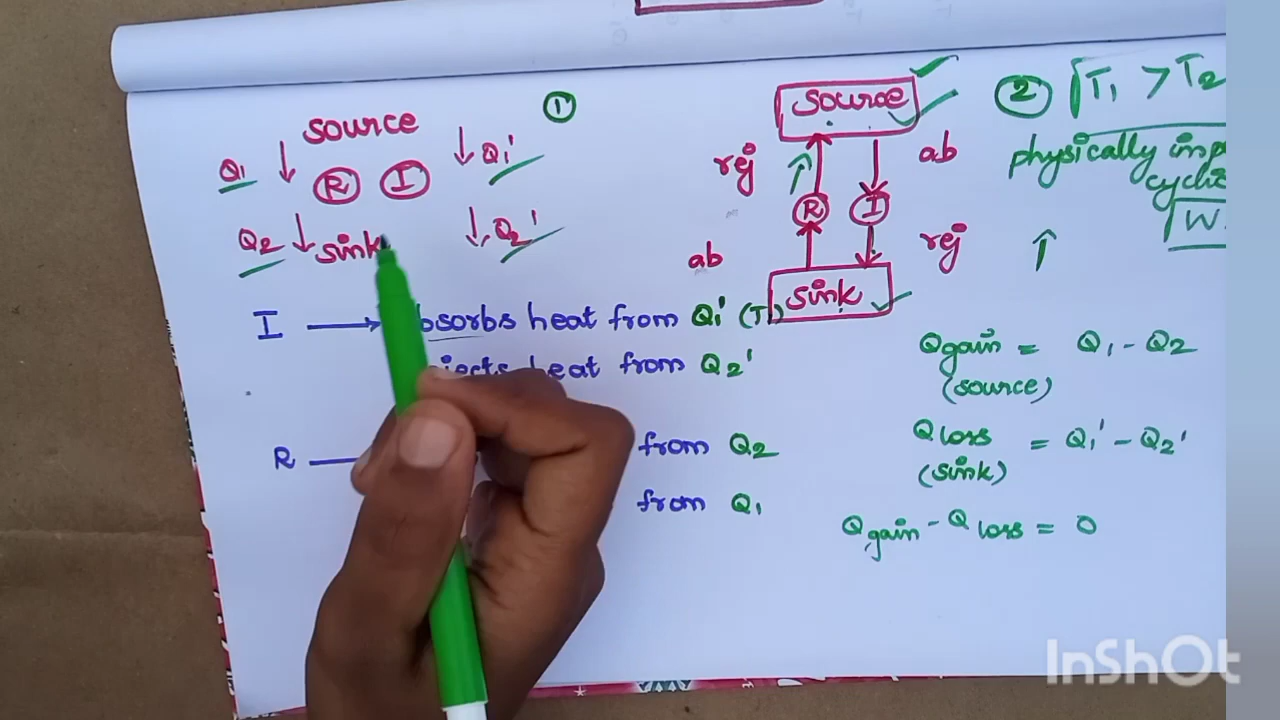 ①
source
Q₁ ↓ Ⓡ Ⓘ ↓ Q₁'
Q₂ ↓ sink ↓ Q₂'
I → absorbs heat from Q₁' (T₁)
rejects heat from Q₂'
R — from Q₂
from Q₁
source
rej ab
Ⓡ Ⓘ
ab rej
sink
② T₁ > T₂
physically imp
cyclic
W
Qgain = Q₁ - Q₂
(source)
Qloss = Q₁' - Q₂'
(sink)
Qgain - Qloss = 0
InShOt